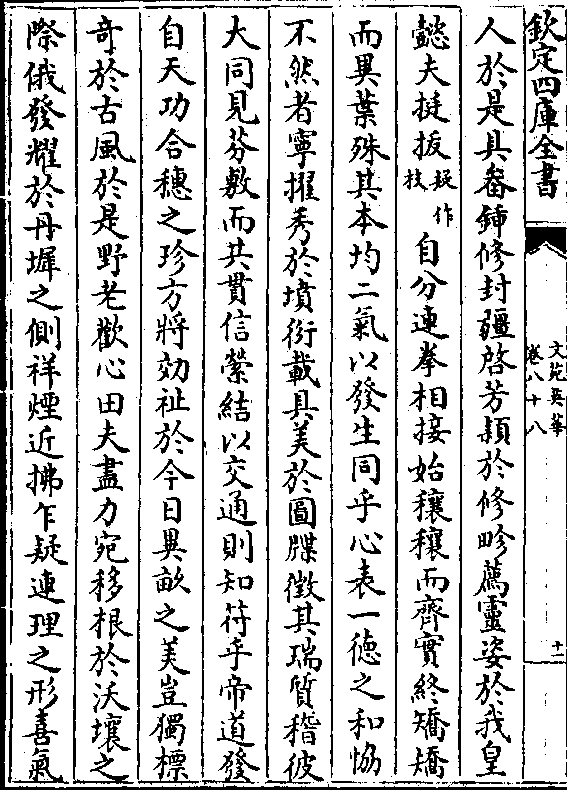 欽定四庫全書
文苑英華
卷八十八
十一
人於是具畚鍤修封疆啓芳穎於修畛薦靈姿於我皇
懿夫挺扳疑作技自分連拳相接始穰穰而齊實終矯矯
而異葉殊其本均二氣以發生同乎心表一德之和恊
不然者寧擢秀於墳衍載具美於圖牒徵其瑞質稽彼
大同見芬敷而共貫信縈結以交通則知符乎帝道發
自天功合穗之珍方將効祉於今日異畝之美豈獨標
奇於古風於是野老歡心田夫盡力宛移根於沃壤之
際俄發耀於丹墀之側祥煙近拂乍疑連理之形喜氣